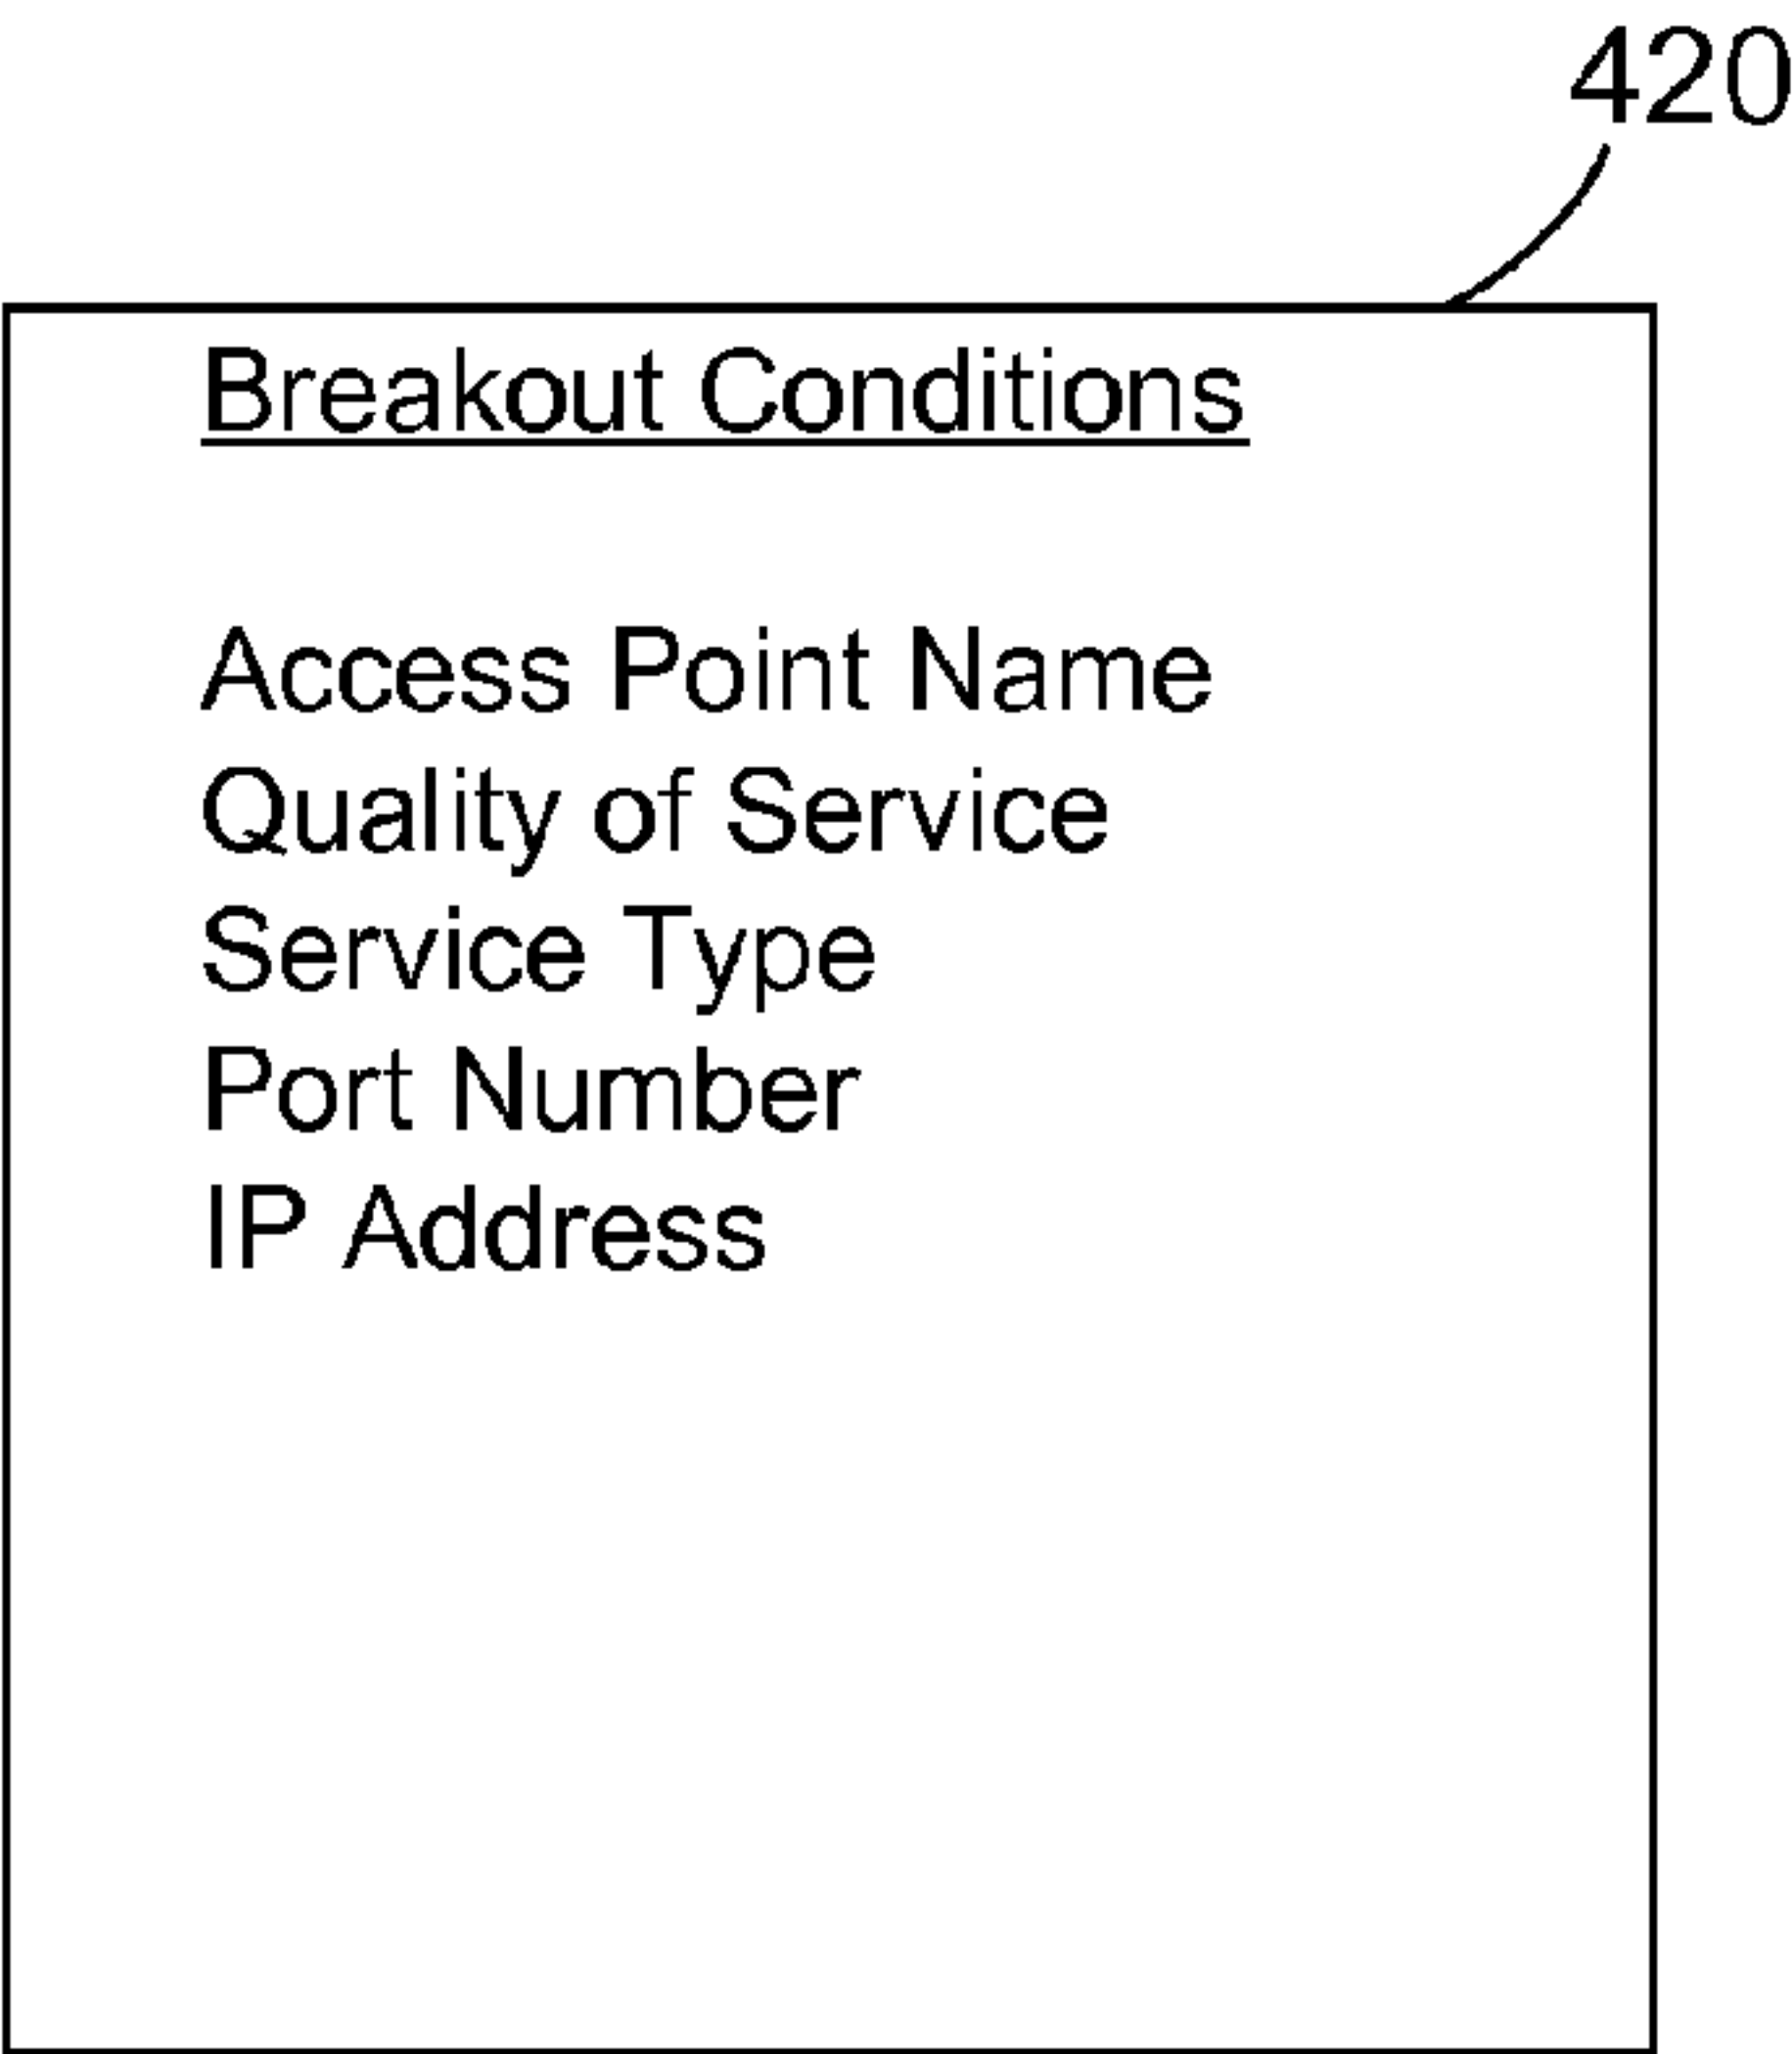 420
Breakout Conditions
Access Point Name
Quality of Service
Service Type
Port Number
IP Address